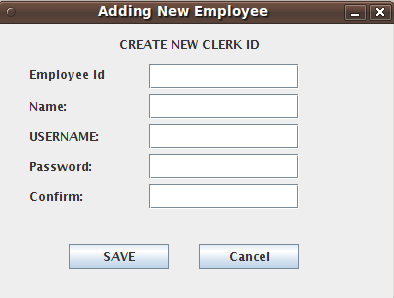 Adding New Employee
CREATE NEW CLERK ID
Employee Id
Name:
USERNAME:
Password:
Confirm:
SAVE Cancel